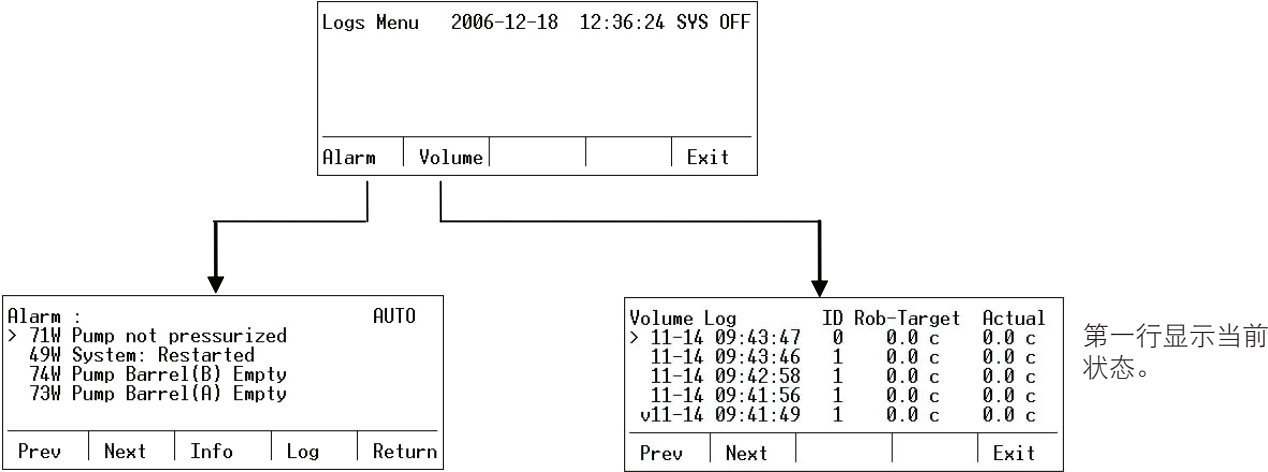 Logs Menu 2006-12-18 12:36:24 SYS OFF
Alarm Volume Exit
Alarm : AUTO
> 71W Pump not pressurized
49W System: Restarted
74W Pump Barrel(B) Empty
73W Pump Barrel(A) Empty
Prev Next Info Log Return
Volume Log ID Rob-Target Actual
> 11-14 09:43:47 0 0.0 c 0.0 c
11-14 09:43:46 1 0.0 c 0.0 c
11-14 09:42:58 1 0.0 c 0.0 c
11-14 09:41:56 1 0.0 c 0.0 c
v11-14 09:41:49 1 0.0 c 0.0 c
Prev Next Exit
第一行显示当前
状态。